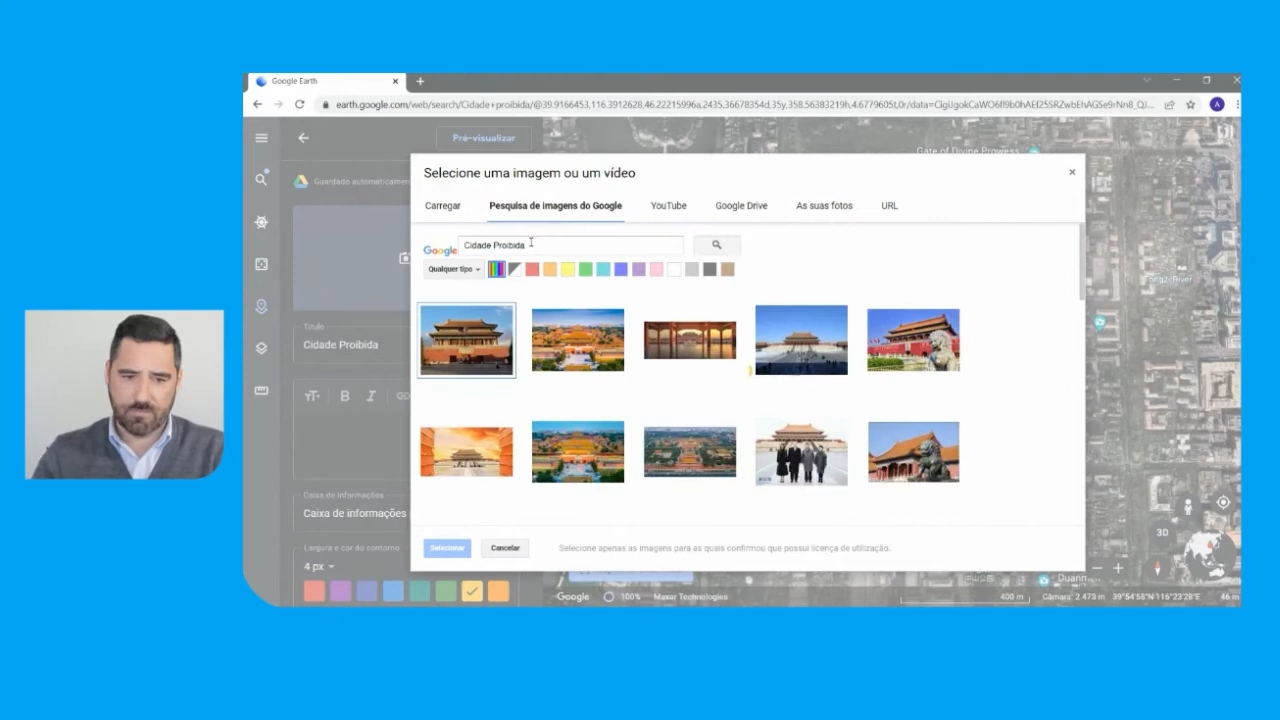 Google Earth
earth.google.com/web/search/Cidade+proibida/@39.9166453,116.3912628,46.22215996a,2435.36678354d,35y,358.56383219h,4.6779605t,0r/data=
A
Pré-visualizar
Gate of Divine Prowess
Guardado automaticamen
Selecione uma imagem ou um vídeo
Carregar
Pesquisa de imagens do Google
YouTube
Google Drive
As suas fotos
URL
Google
Cidade Proibida
Qualquer tipo
Título
Cidade Proibida
B I
Caixa de informações
Caixa de informações
Selecionar
Cancelar
Selecione apenas as imagens para as quais confirmou que possui licença de utilização.
Largura e cor do contorno
4 px
3D
Duanm...
Google
100%
Maxar Technologies
400 m
Câmara: 2 473 m
39°54'58"N 116°23'28"E
46 m